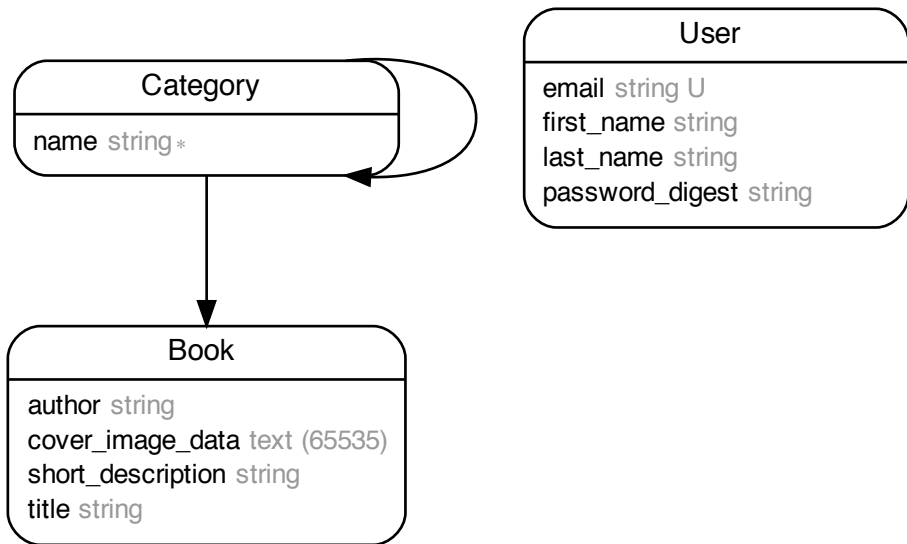 Category
name string *
User
email string U
first_name string
last_name string
password_digest string
Book
author string
cover_image_data text (65535)
short_description string
title string